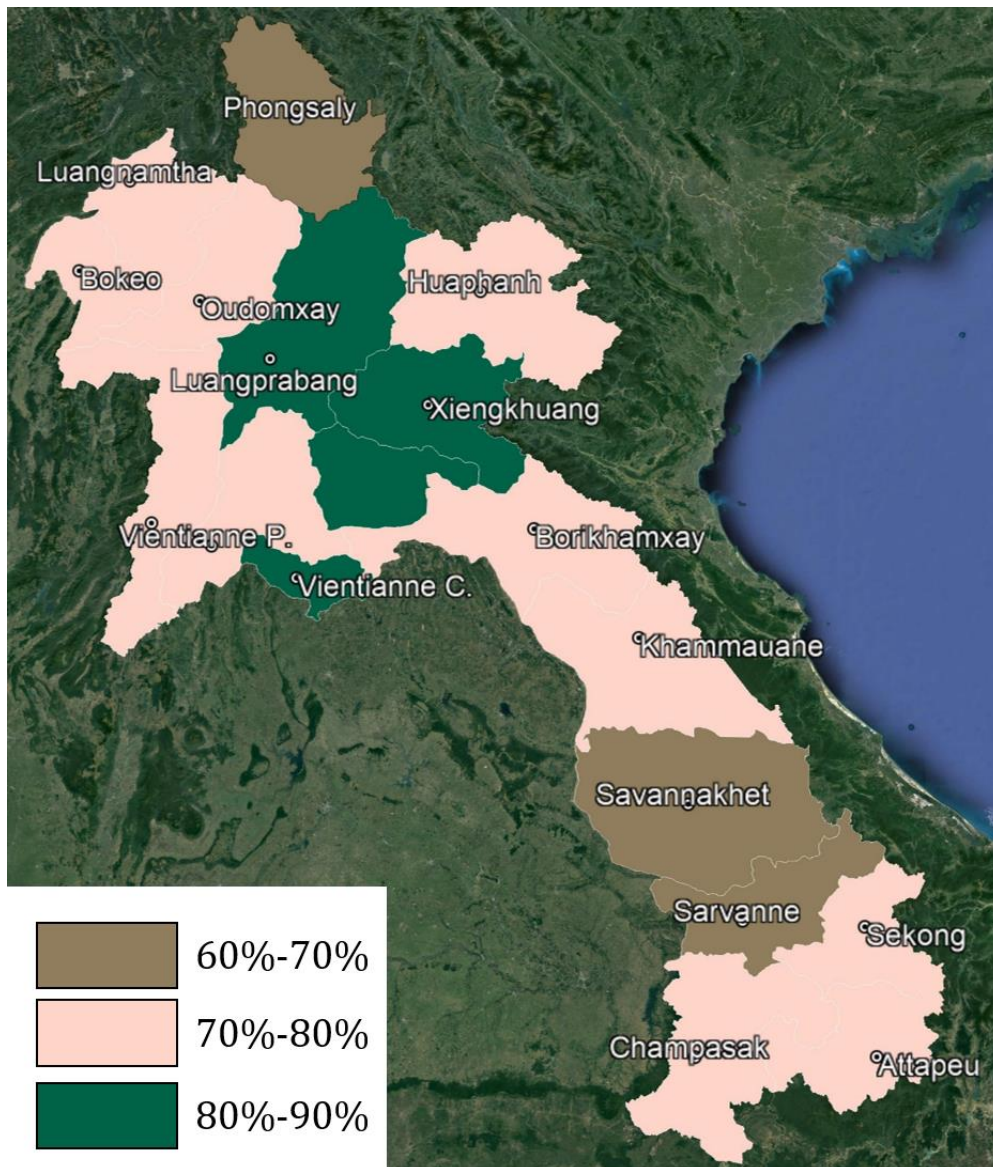 Phongsaly
Luangnamtha
Bokeo
Huaphanh
Oudomxay
Luangprabang
Xiengkhuang
Vientianne P.
Borikhamxay
Vientianne C.
Khammauane
Savannakhet
Sarvanne
Sekong
Champasak
Attapeu
60%-70%
70%-80%
80%-90%